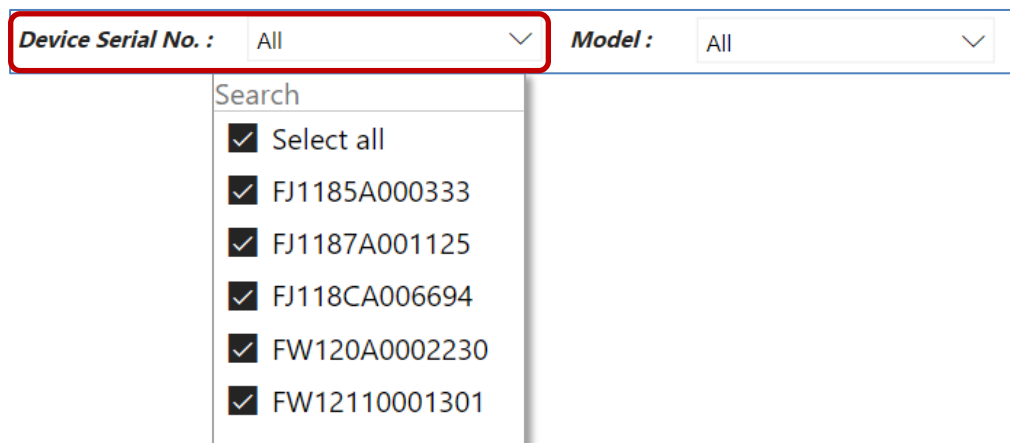 Device Serial No. : All Model : All
Search
Select all
FJ1185A000333
FJ1187A001125
FJ118CA006694
FW120A0002230
FW12110001301